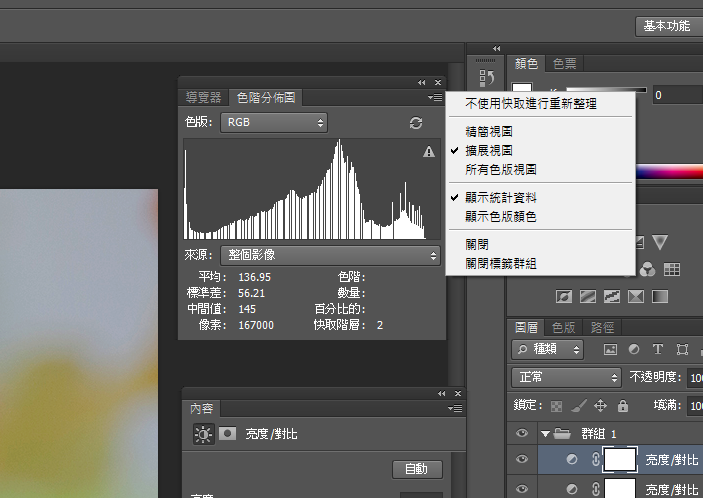 基本功能
導覽器 色階分佈圖
色版: RGB
來源: 整個影像
平均: 136.95 色階:
標準差: 56.21 數量:
中間值: 145 百分比的:
像素: 167000 快取階層: 2
不使用快取進行重新整理
精簡視圖
擴展視圖
所有色版視圖
顯示統計資料
顯示色版顏色
關閉
關閉標籤群組
顏色 色票
K 0
圖層 色版 路徑
種類
正常 不透明度: 100
鎖定: 填滿: 100
群組 1
亮度/對比
亮度/對比
內容
亮度/對比
自動